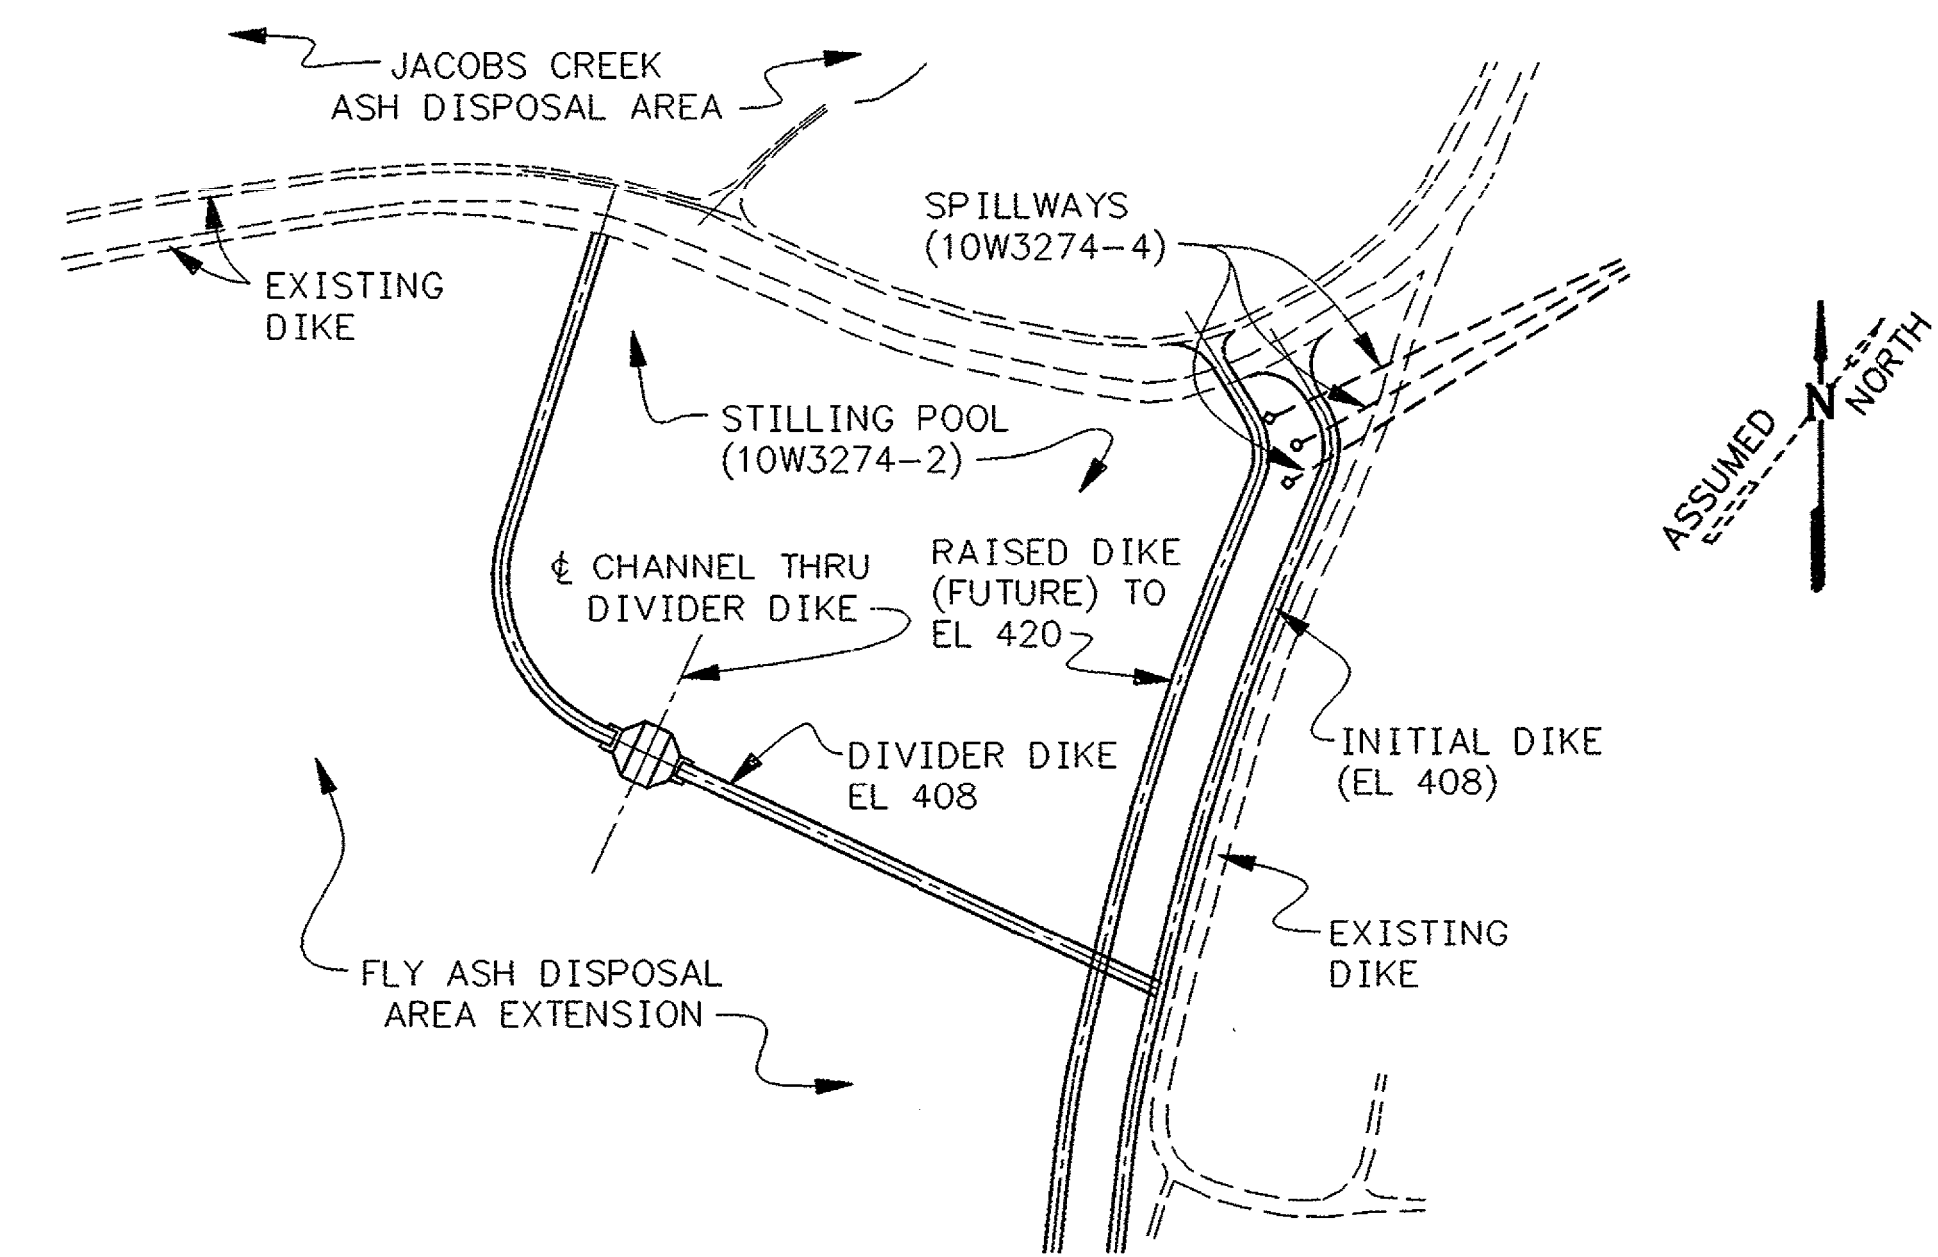 JACOBS CREEK
ASH DISPOSAL AREA
SPILLWAYS
(10W3274-4)
EXISTING
DIKE
STILLING POOL
(10W3274-2)
ASSUMED
N
NORTH
℄ CHANNEL THRU
DIVIDER DIKE
RAISED DIKE
(FUTURE) TO
EL 420
DIVIDER DIKE
EL 408
INITIAL DIKE
(EL 408)
EXISTING
DIKE
FLY ASH DISPOSAL
AREA EXTENSION